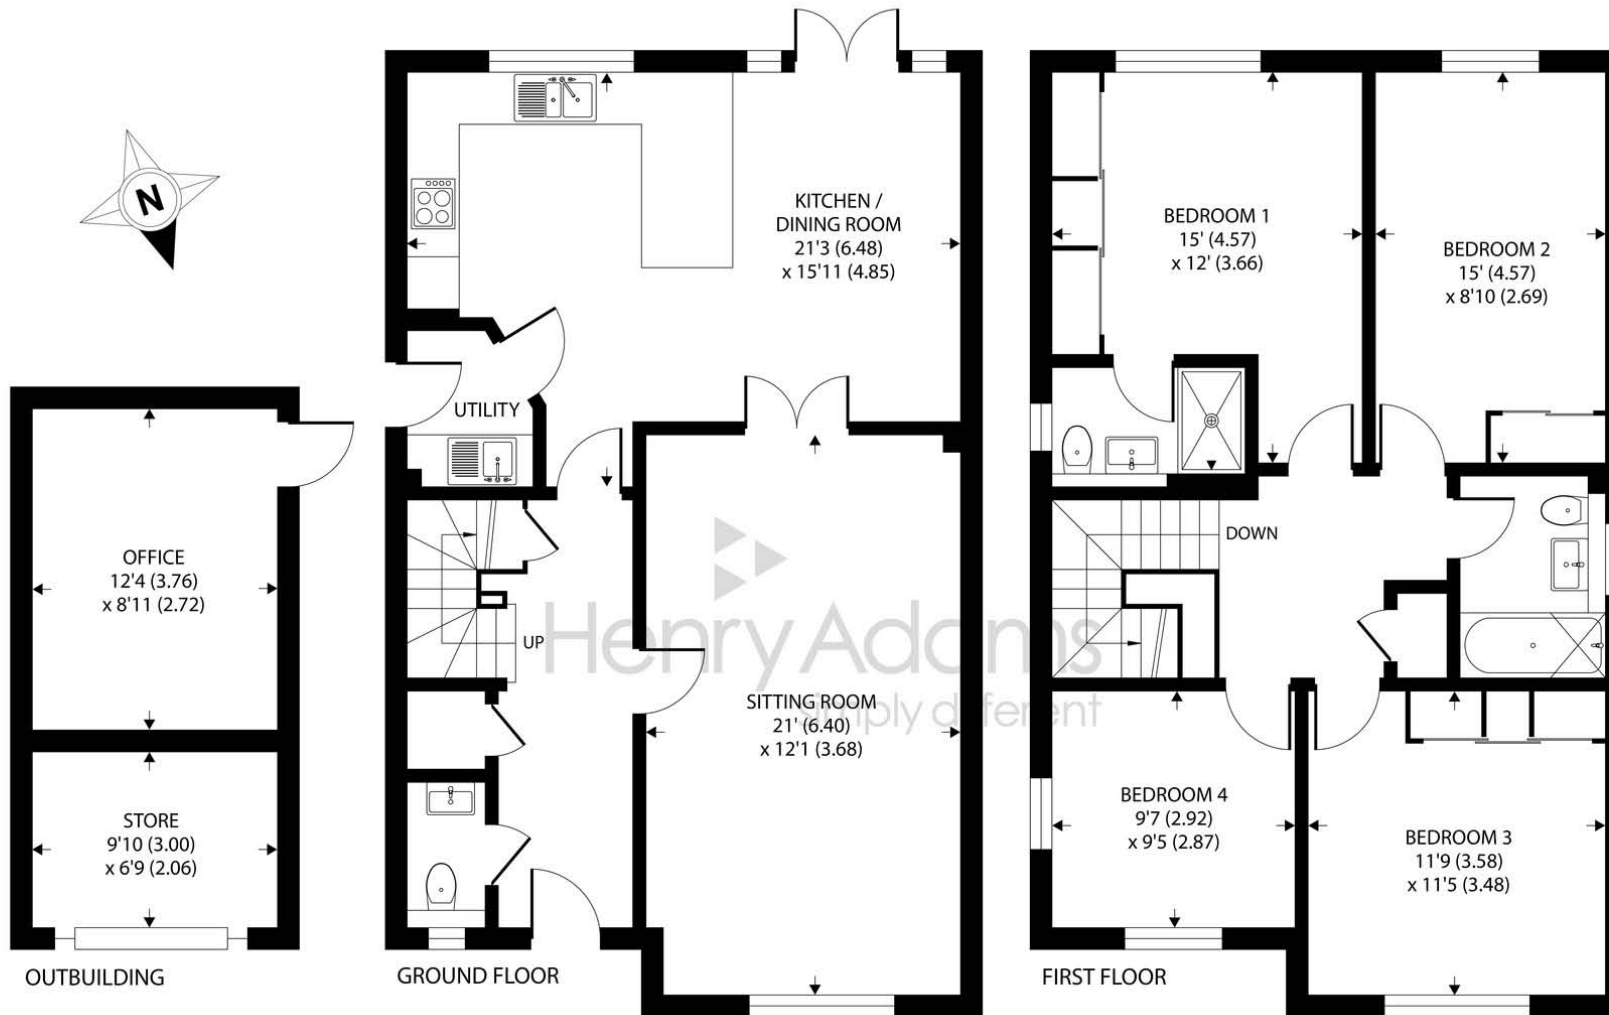 N
KITCHEN /
DINING ROOM
21'3 (6.48)
x 15'11 (4.85)
UTILITY
UP
SITTING ROOM
21' (6.40)
x 12'1 (3.68)
GROUND FLOOR
OFFICE
12'4 (3.76)
x 8'11 (2.72)
STORE
9'10 (3.00)
x 6'9 (2.06)
OUTBUILDING
BEDROOM 1
15' (4.57)
x 12' (3.66)
BEDROOM 2
15' (4.57)
x 8'10 (2.69)
DOWN
BEDROOM 4
9'7 (2.92)
x 9'5 (2.87)
BEDROOM 3
11'9 (3.58)
x 11'5 (3.48)
FIRST FLOOR
Henry Adams
simply different